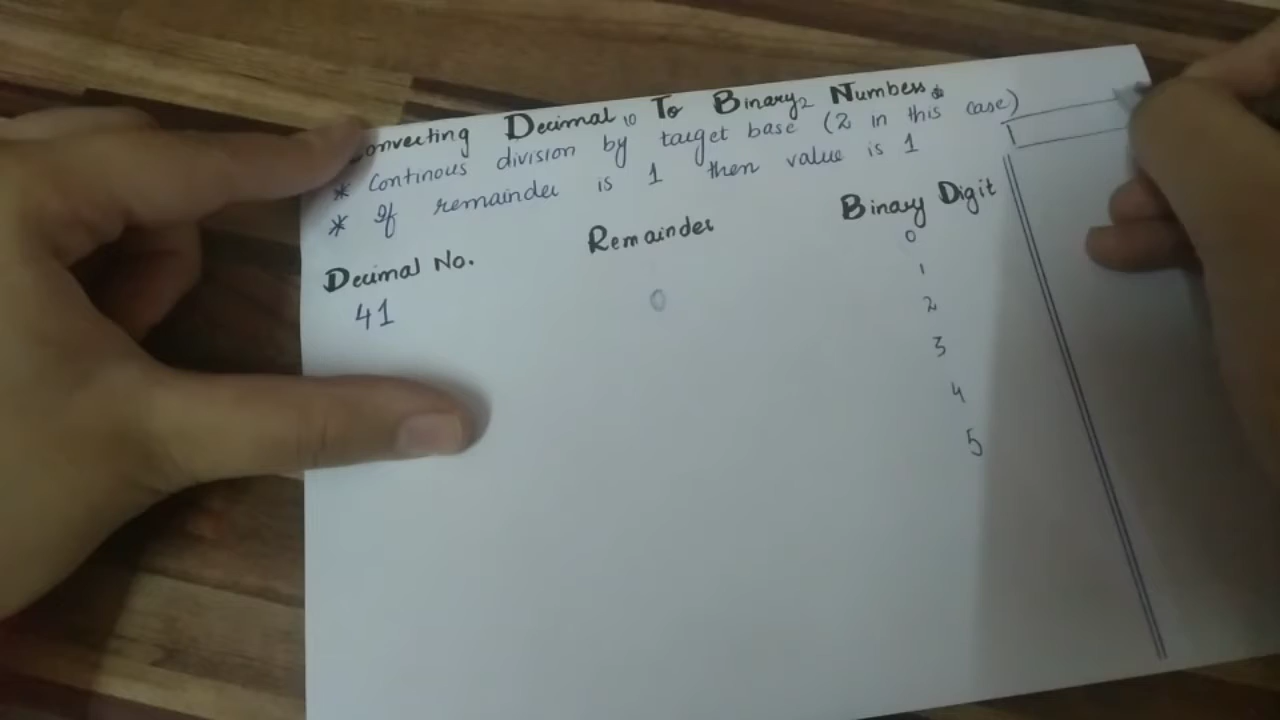 Converting Decimal10 To Binary2 Numbers
* Continous division by target base (2 in this case)
* If remainder is 1 then value is 1
Decimal No. Remainder Binary Digit
41 0 0
1
2
3
4
5